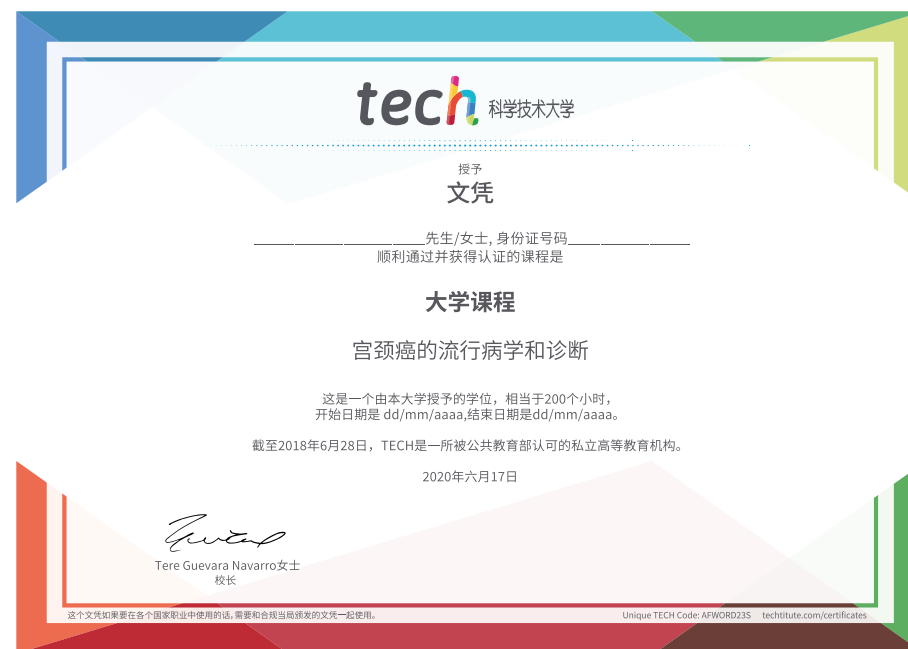 tech 科学技术大学
授予
文凭
____________________先生/女士, 身份证号码_______________
顺利通过并获得认证的课程是
大学课程
宫颈癌的流行病学和诊断
这是一个由本大学授予的学位，相当于200个小时，
开始日期是 dd/mm/aaaa,结束日期是dd/mm/aaaa。
截至2018年6月28日，TECH是一所被公共教育部认可的私立高等教育机构。
2020年六月17日
Tere Guevara Navarro女士
校长
这个文凭如果要在各个国家职业中使用的话,需要和合规当局颁发的文凭一起使用。
Unique TECH Code: AFWORD23S techtitute.com/certificates